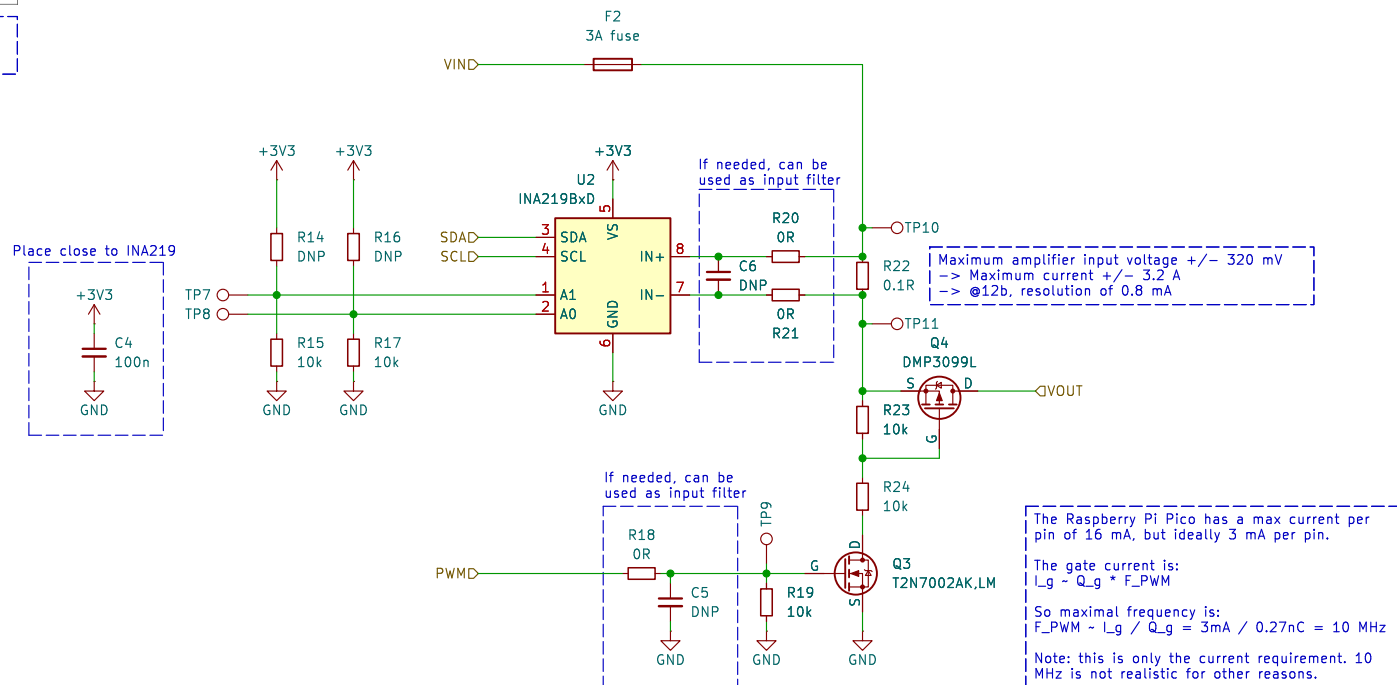 F2
3A fuse
VIN
+3V3
+3V3
+3V3
If needed, can be
used as input filter
U2
INA219BxD
5
VS
R20
0R
TP10
R14
DNP
R16
DNP
SDA
3
SDA
SCL
4
SCL
IN+
8
C6
DNP
R22
0.1R
Maximum amplifier input voltage +/- 320 mV
-> Maximum current +/- 3.2 A
-> @12b, resolution of 0.8 mA
Place close to INA219
+3V3
C4
100n
GND
TP7
1
A1
IN-
7
TP8
2
A0
GND
6
0R
R21
TP11
R15
10k
R17
10k
GND
GND
GND
Q4
DMP3099L
S
D
G
VOUT
R23
10k
R24
10k
If needed, can be
used as input filter
TP9
R18
0R
PWM
C5
DNP
R19
10k
G
D
S
Q3
T2N7002AK,LM
GND
GND
GND
The Raspberry Pi Pico has a max current per
pin of 16 mA, but ideally 3 mA per pin.
The gate current is:
I_g ~ Q_g * F_PWM
So maximal frequency is:
F_PWM ~ I_g / Q_g = 3mA / 0.27nC = 10 MHz
Note: this is only the current requirement. 10
MHz is not realistic for other reasons.